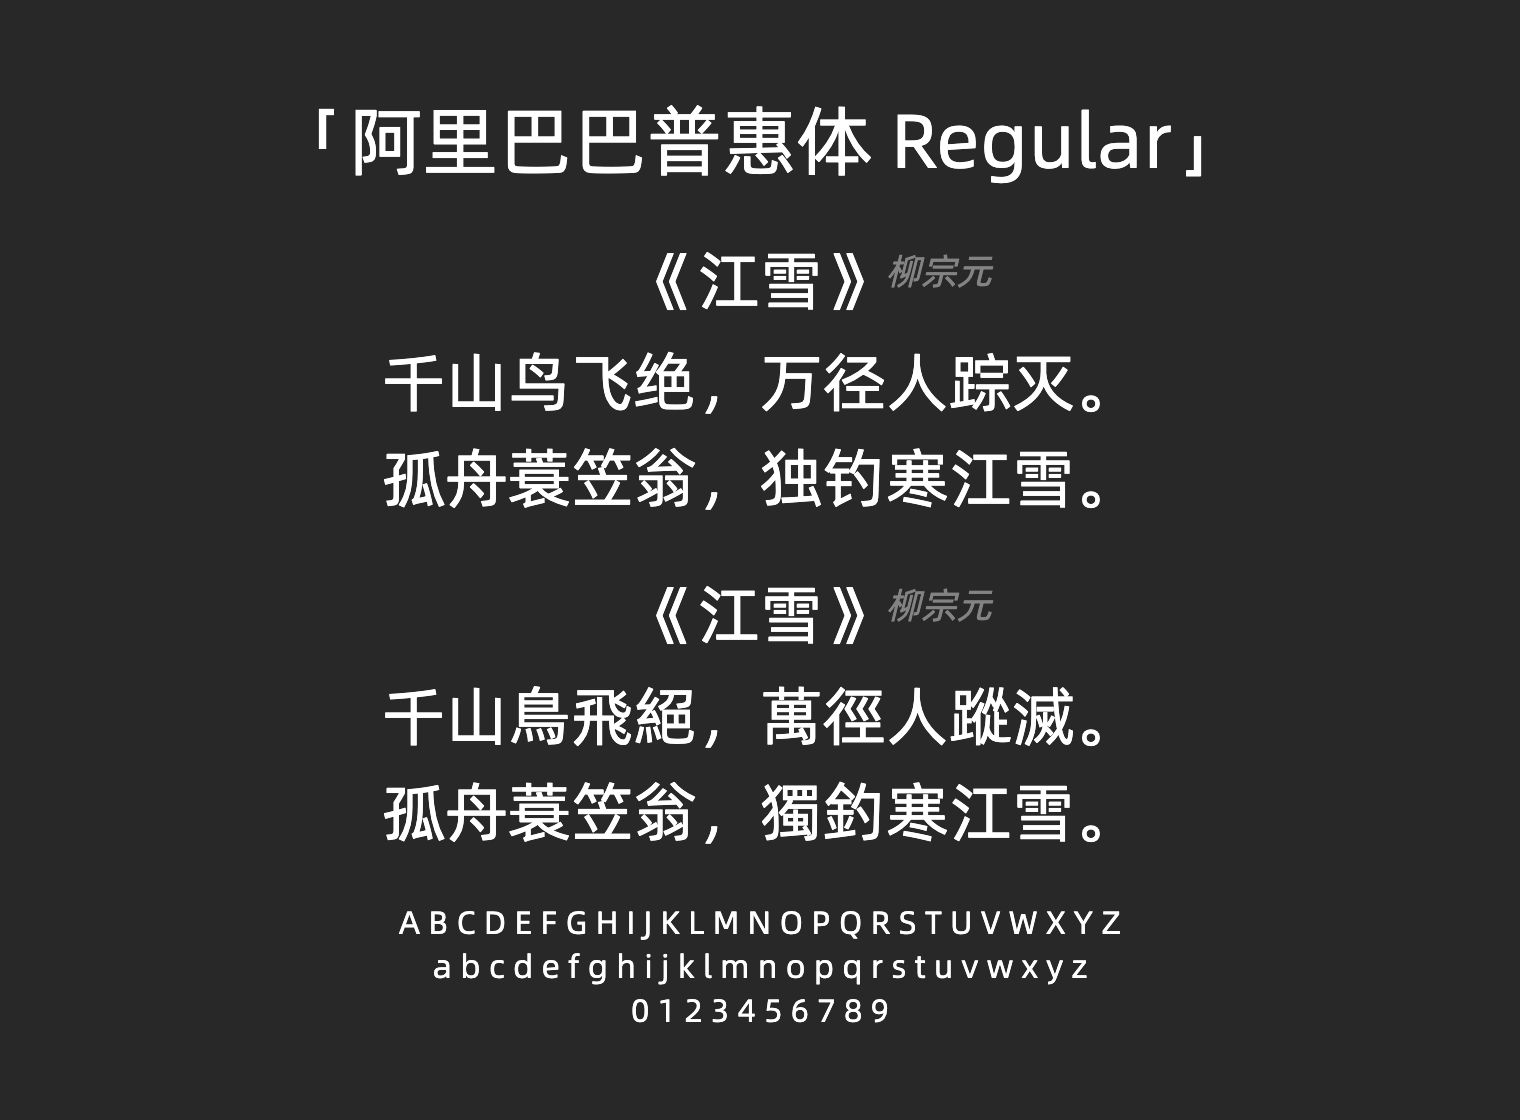 「阿里巴巴普惠体 Regular」
《江雪》柳宗元
千山鸟飞绝，万径人踪灭。
孤舟蓑笠翁，独钓寒江雪。
《江雪》柳宗元
千山鳥飛絕，萬徑人蹤滅。
孤舟蓑笠翁，獨釣寒江雪。
A B C D E F G H I J K L M N O P Q R S T U V W X Y Z
a b c d e f g h i j k l m n o p q r s t u v w x y z
0 1 2 3 4 5 6 7 8 9